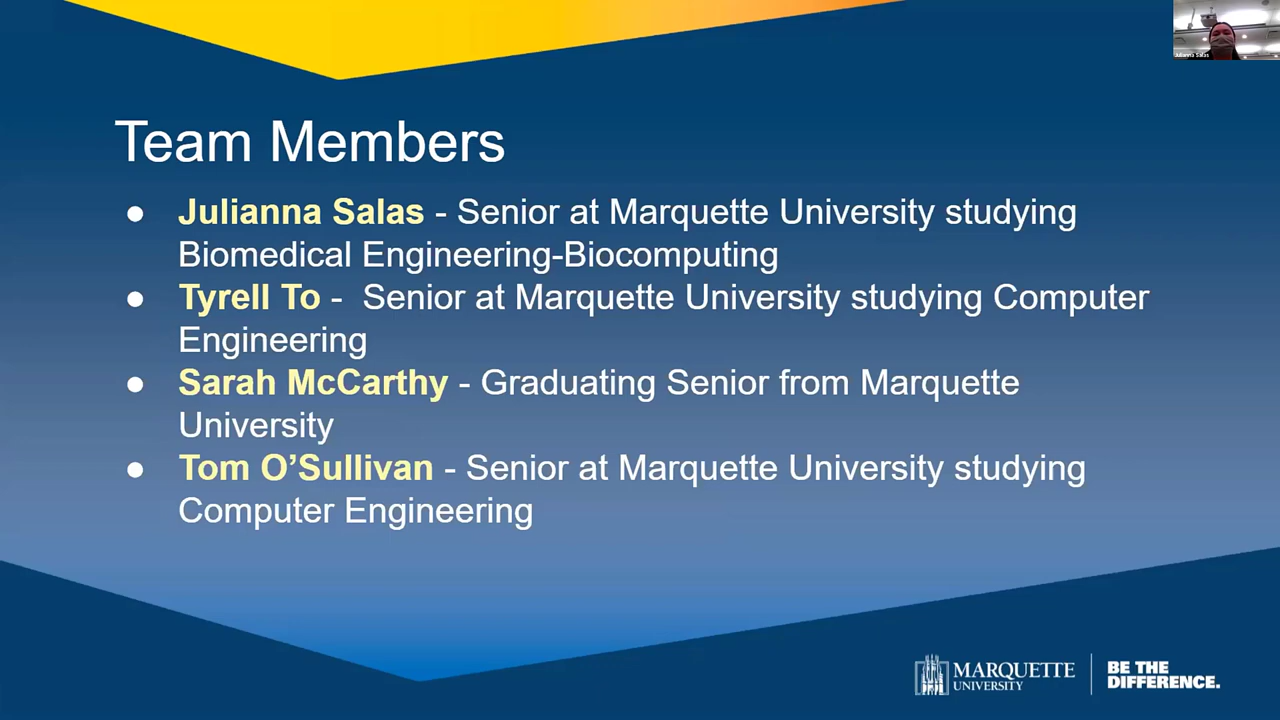 Julianna Salas
Team Members
● Julianna Salas - Senior at Marquette University studying
Biomedical Engineering-Biocomputing
● Tyrell To -  Senior at Marquette University studying Computer
Engineering
● Sarah McCarthy - Graduating Senior from Marquette
University
● Tom O’Sullivan - Senior at Marquette University studying
Computer Engineering
MARQUETTE
UNIVERSITY
BE THE
DIFFERENCE.